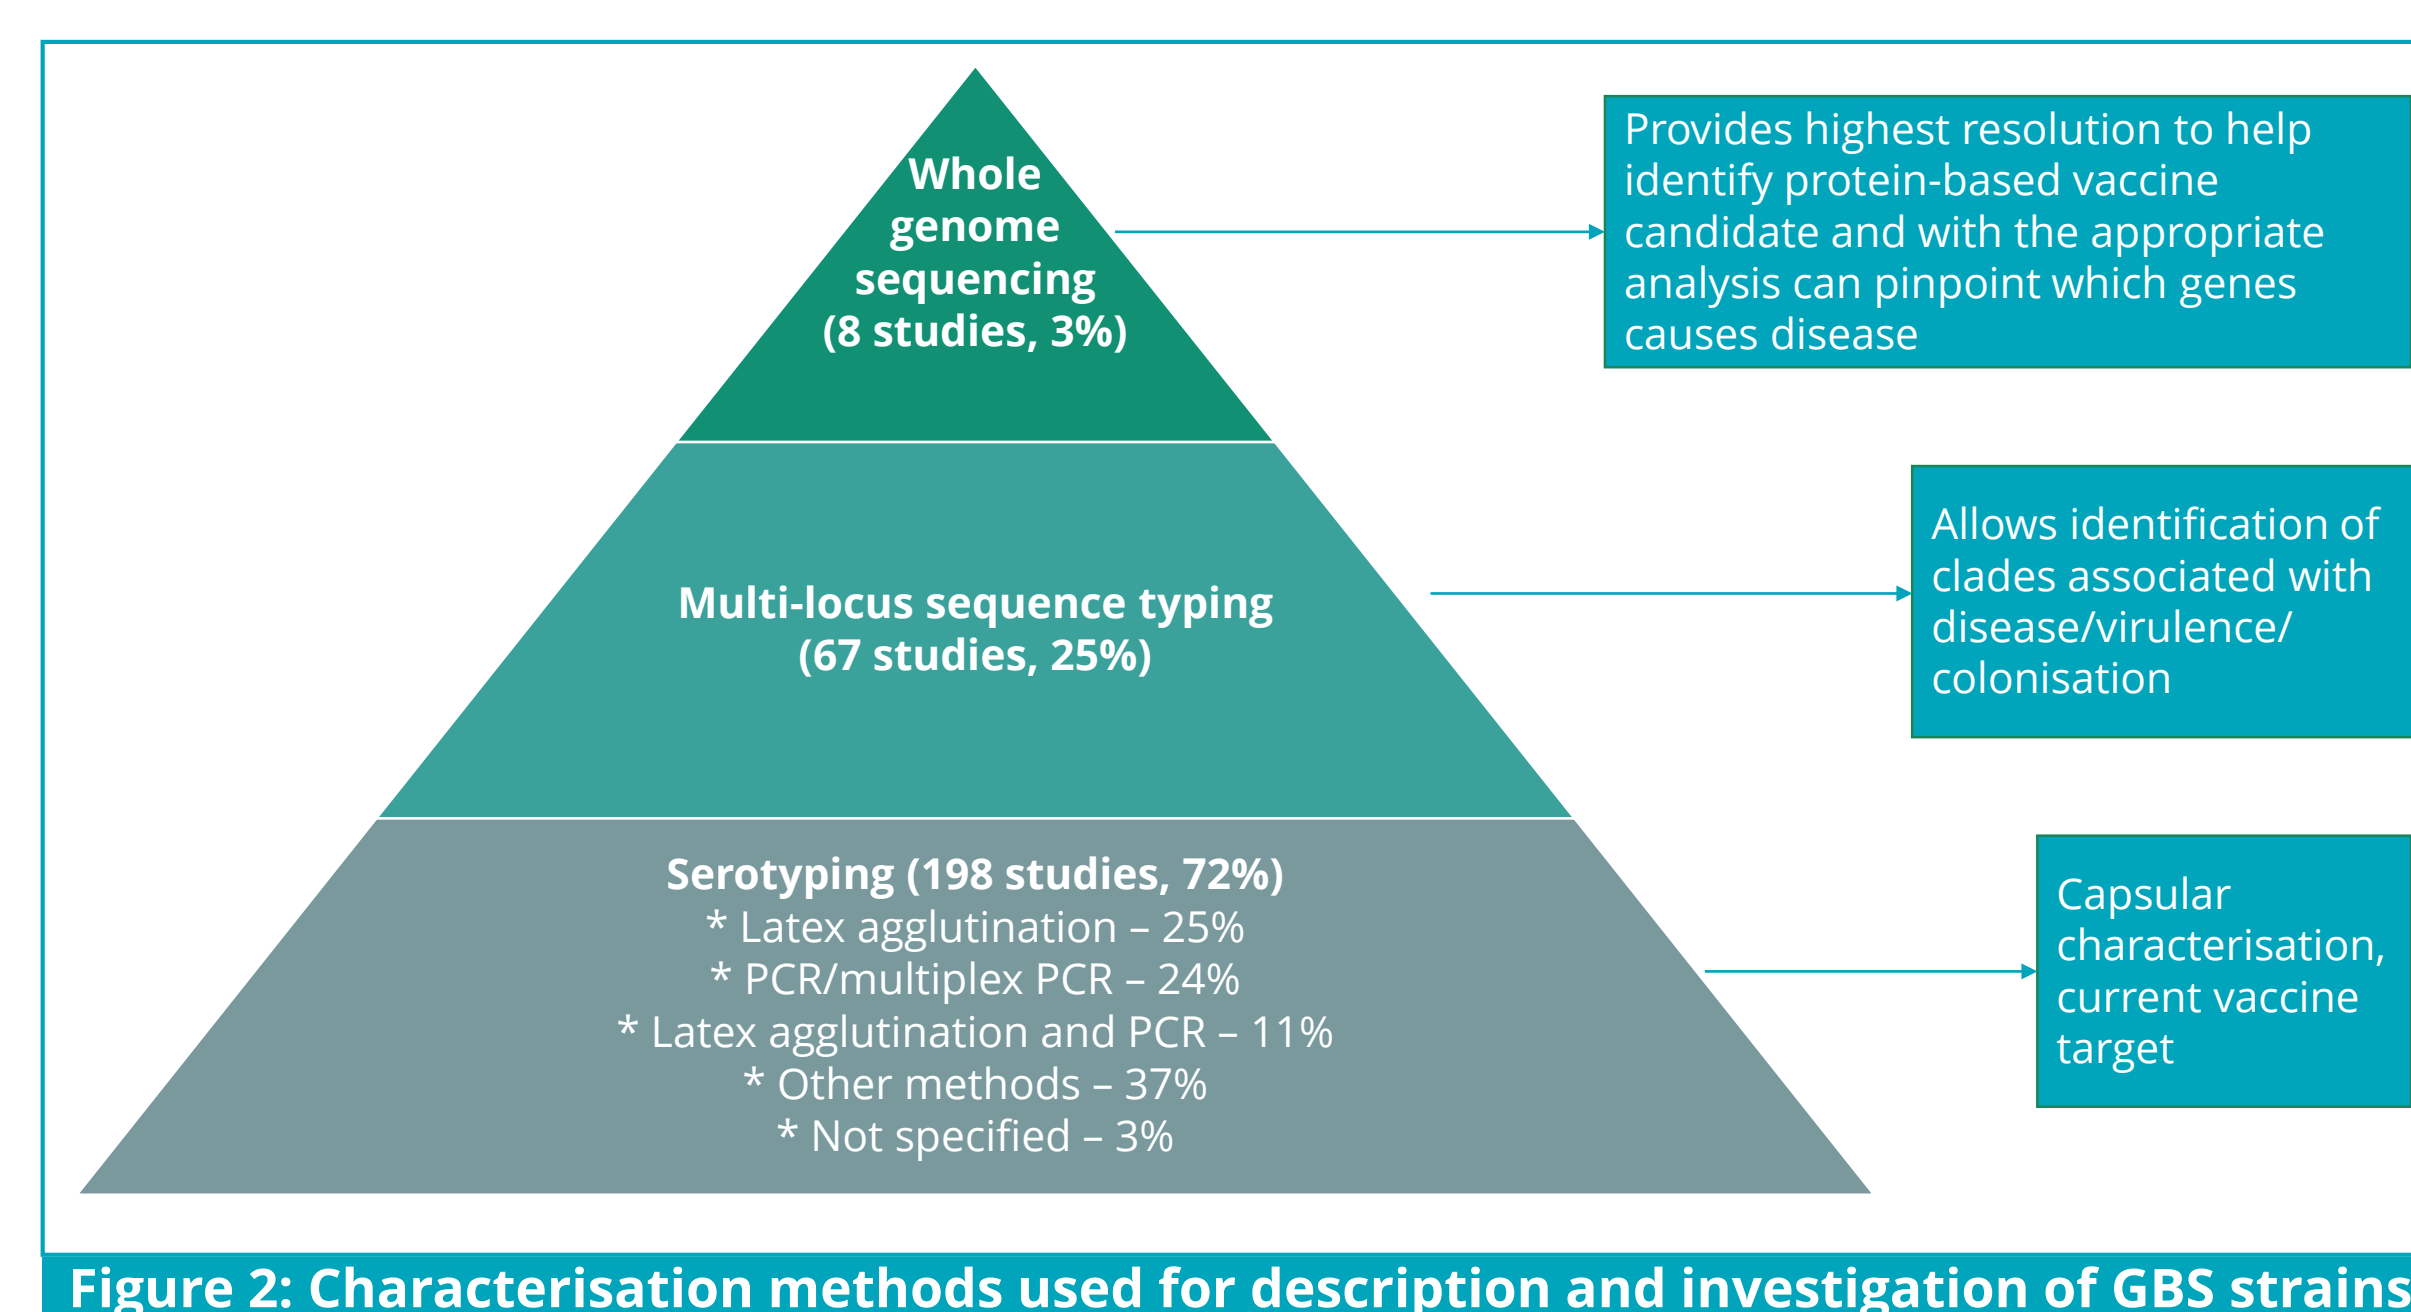 Whole
genome
sequencing
(8 studies, 3%)
Provides highest resolution to help
identify protein-based vaccine
candidate and with the appropriate
analysis can pinpoint which genes
causes disease
Multi-locus sequence typing
(67 studies, 25%)
Allows identification of
clades associated with
disease/virulence/
colonisation
Serotyping (198 studies, 72%)
* Latex agglutination – 25%
* PCR/multiplex PCR – 24%
* Latex agglutination and PCR – 11%
* Other methods – 37%
* Not specified – 3%
Capsular
characterisation,
current vaccine
target
Figure 2: Characterisation methods used for description and investigation of GBS strains